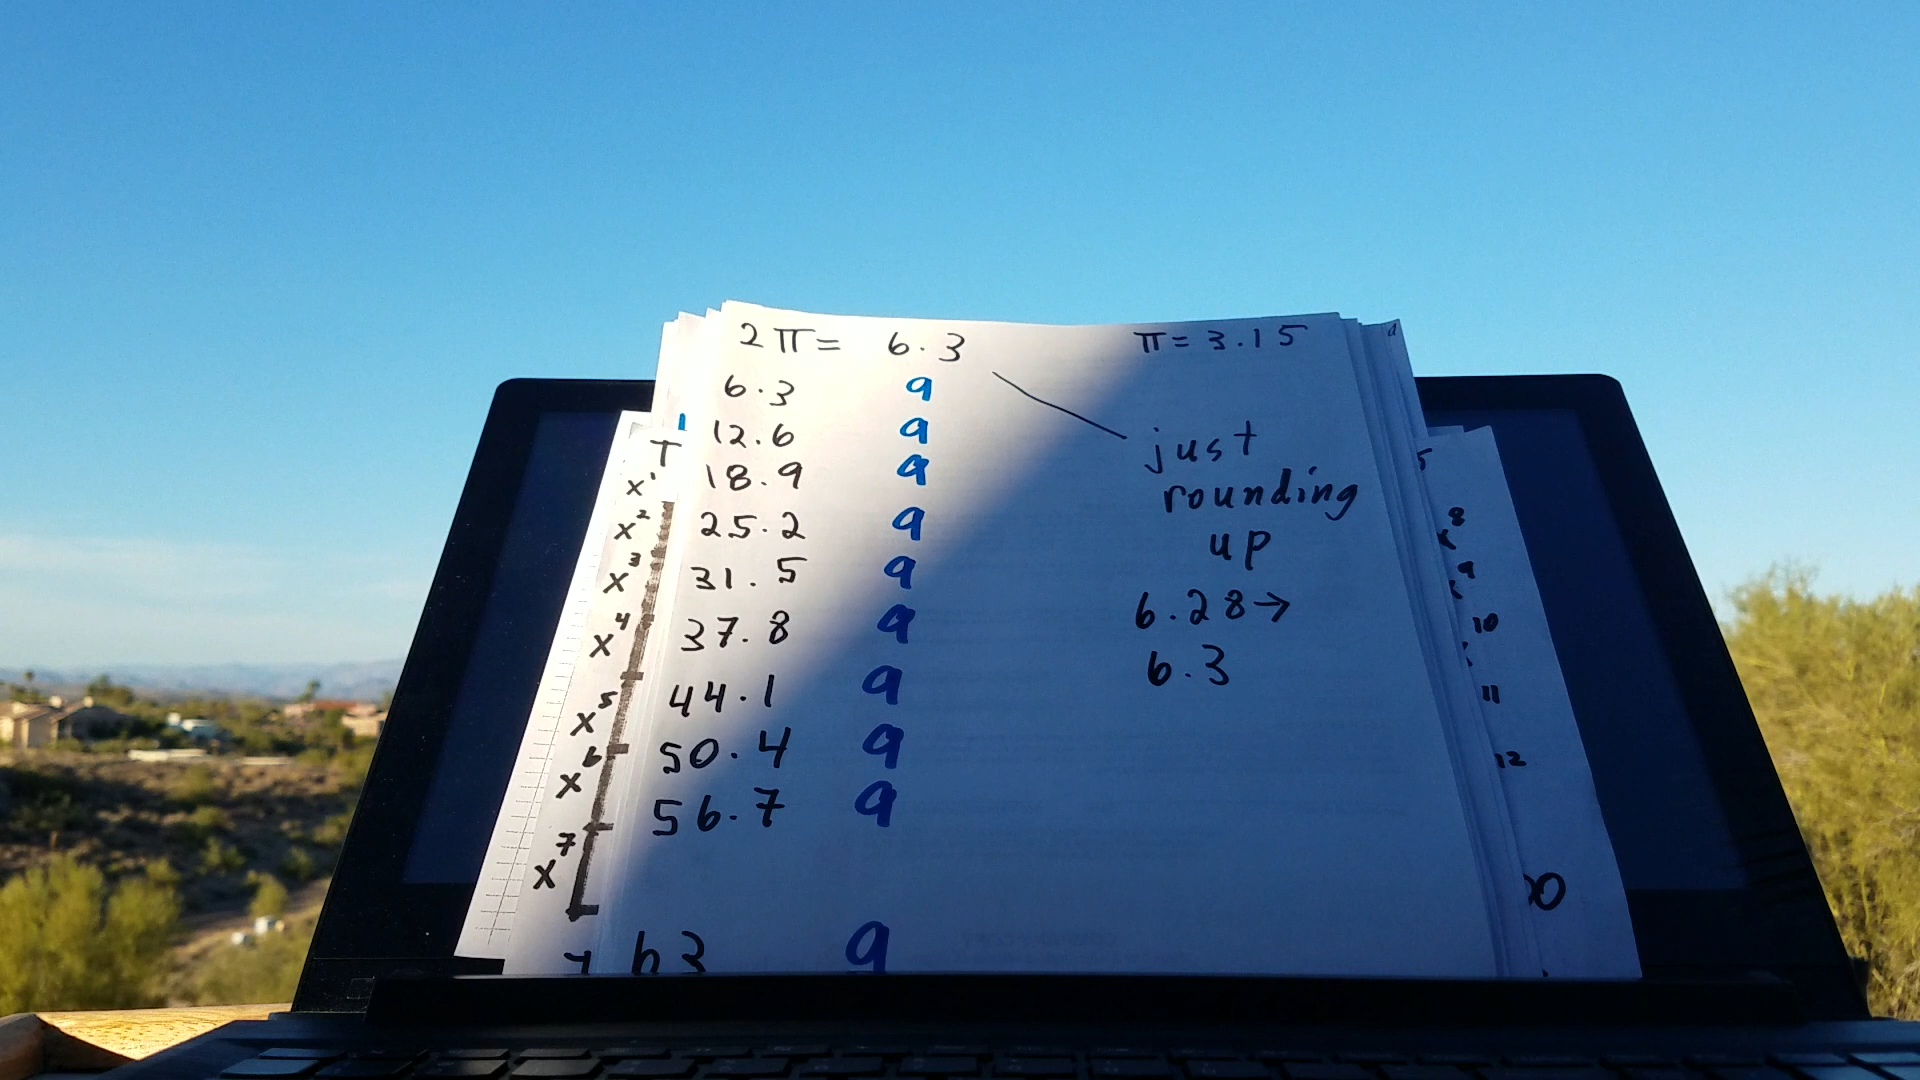 2π = 6.3 π = 3.15
6.3 9
12.6 9
18.9 9
25.2 9
31.5 9
37.8 9
44.1 9
50.4 9
56.7 9
63 9
just
rounding
up
6.28→
6.3
T
x¹
x²
x³
x⁴
x⁵
x⁶
x⁷
8
9
10
11
12